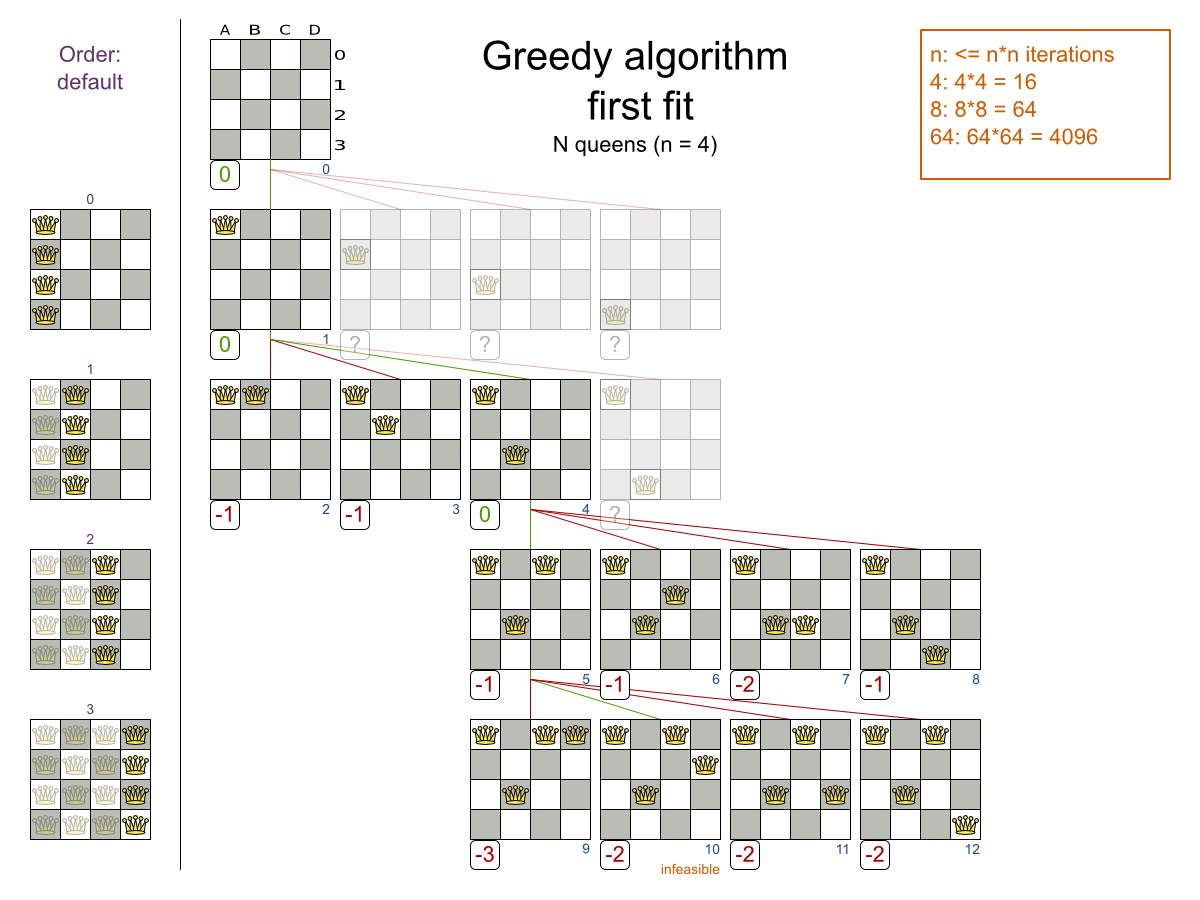 Order:
default
A B C D
0
1
2
3
Greedy algorithm
first fit
N queens (n = 4)
n: <= n*n iterations
4: 4*4 = 16
8: 8*8 = 64
64: 64*64 = 4096
0 0
0
0 1 ? ? ?
1
-1 2 -1 3 0 4 ?
2
-1 5 -1 6 -2 7 -1 8
3
-3 9 -2 10 -2 11 -2 12
infeasible